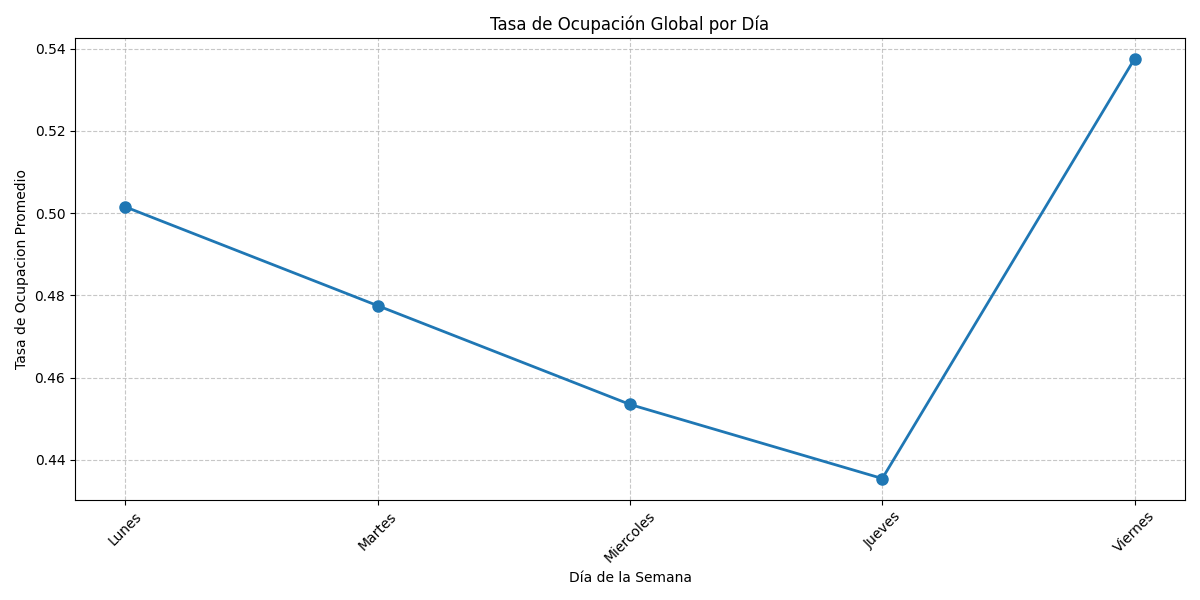 Tasa de Ocupación Global por Día
Tasa de Ocupacion Promedio
0.54
0.52
0.50
0.48
0.46
0.44
Lunes
Martes
Miercoles
Jueves
Viernes
Día de la Semana